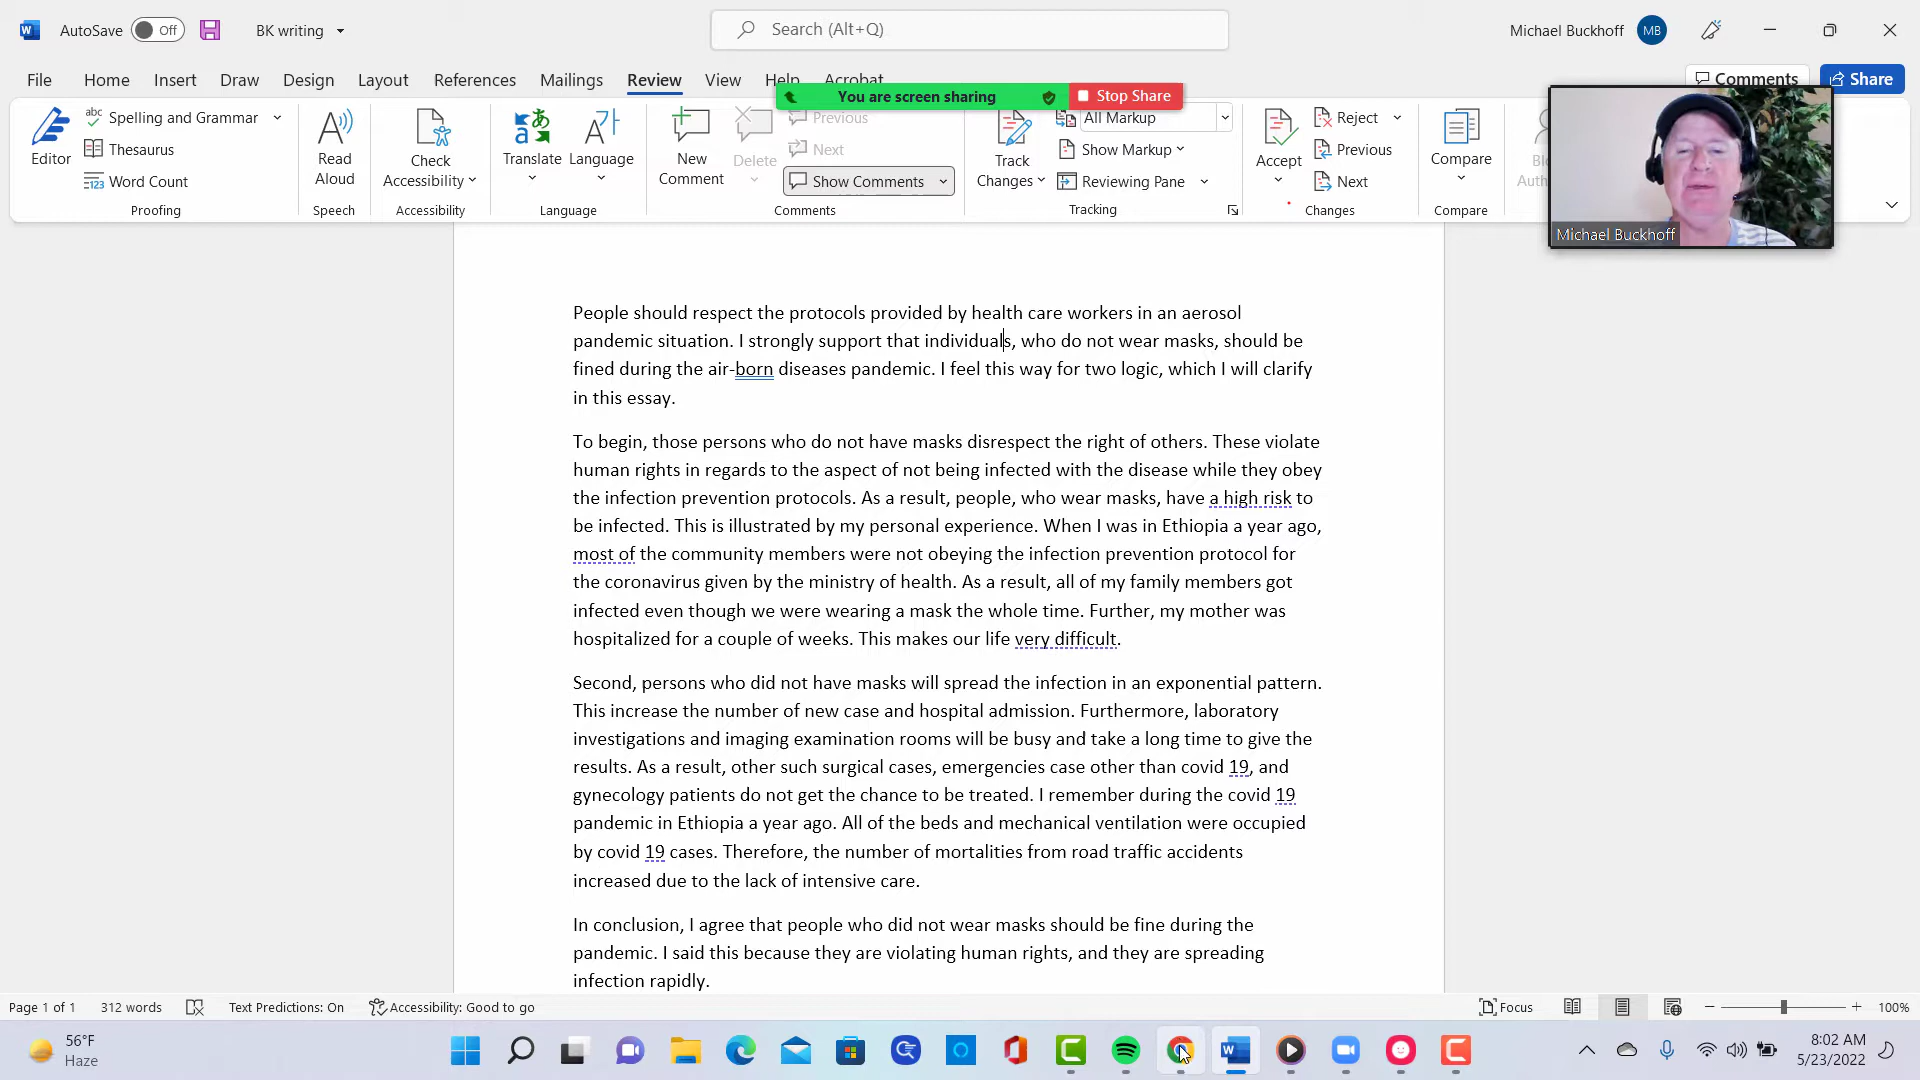 AutoSave Off BK writing Search (Alt+Q) Michael Buckhoff MB
File Home Insert Draw Design Layout References Mailings Review View Help Acrobat Comments Share
You are screen sharing Stop Share
Editor
abc Spelling and Grammar
Thesaurus
123 Word Count
Proofing
Read Aloud
Speech
Check Accessibility
Accessibility
Translate
Language
Language
New Comment
Delete
Previous
Next
Show Comments
Comments
Track Changes
All Markup
Show Markup
Reviewing Pane
Tracking
Accept
Reject
Previous
Next
Changes
Compare
Compare
Michael Buckhoff
People should respect the protocols provided by health care workers in an aerosol
pandemic situation. I strongly support that individuals, who do not wear masks, should be
fined during the air-born diseases pandemic. I feel this way for two logic, which I will clarify
in this essay.
To begin, those persons who do not have masks disrespect the right of others. These violate
human rights in regards to the aspect of not being infected with the disease while they obey
the infection prevention protocols. As a result, people, who wear masks, have a high risk to
be infected. This is illustrated by my personal experience. When I was in Ethiopia a year ago,
most of the community members were not obeying the infection prevention protocol for
the coronavirus given by the ministry of health. As a result, all of my family members got
infected even though we were wearing a mask the whole time. Further, my mother was
hospitalized for a couple of weeks. This makes our life very difficult.
Second, persons who did not have masks will spread the infection in an exponential pattern.
This increase the number of new case and hospital admission. Furthermore, laboratory
investigations and imaging examination rooms will be busy and take a long time to give the
results. As a result, other such surgical cases, emergencies case other than covid 19, and
gynecology patients do not get the chance to be treated. I remember during the covid 19
pandemic in Ethiopia a year ago. All of the beds and mechanical ventilation were occupied
by covid 19 cases. Therefore, the number of mortalities from road traffic accidents
increased due to the lack of intensive care.
In conclusion, I agree that people who did not wear masks should be fine during the
pandemic. I said this because they are violating human rights, and they are spreading
infection rapidly.
Page 1 of 1 312 words Text Predictions: On Accessibility: Good to go Focus 100%
56°F
Haze
8:02 AM
5/23/2022